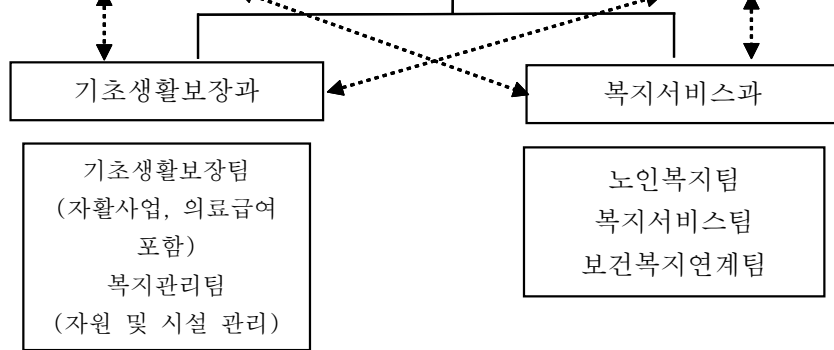 기초생활보장과
복지서비스과
기초생활보장팀
(자활사업, 의료급여
포함)
복지관리팀
(자원 및 시설 관리)
노인복지팀
복지서비스팀
보건복지연계팀